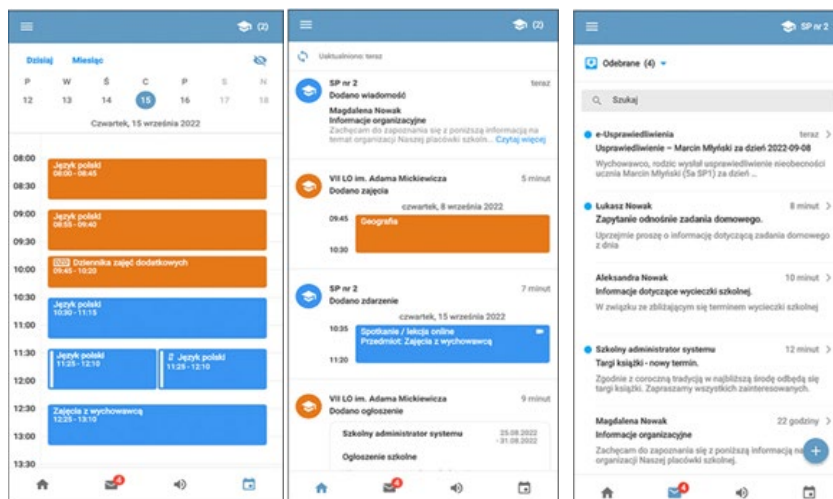 (2)
Dzisiaj Miesiąc
P W Ś C P S N
12 13 14 15 16 17 18
Czwartek, 15 września 2022
08:00
Język polski
08:00 - 08:45
08:30
09:00
Język polski
08:55 - 09:40
09:30
DZD Dziennika zajęć dodatkowych
09:45 - 10:20
10:00
10:30
Język polski
10:30 - 11:15
11:00
11:30
Język polski
11:25 - 12:10
Język polski
11:25 - 12:10
12:00
12:30
Zajęcia z wychowawcą
12:25 - 13:10
13:00
13:30
4
(2)
Uaktualniono: teraz
SP nr 2 teraz
Dodano wiadomość
Magdalena Nowak
Informacje organizacyjne
Zachęcam do zapoznania się z poniższą informacją na
temat organizacji Naszej placówki szkoln... Czytaj więcej
VII LO im. Adama Mickiewicza 5 minut
Dodano zajęcia
czwartek, 8 września 2022
09:45
Geografia
10:30
SP nr 2 7 minut
Dodano zdarzenie
czwartek, 15 września 2022
10:35
Spotkanie / lekcja online
Przedmiot: Zajęcia z wychowawcą
11:20
VII LO im. Adama Mickiewicza 9 minut
Dodano ogłoszenie
Szkolny administrator systemu 25.08.2022
- 31.08.2022
Ogłoszenie szkolne
4
SP nr 2
Odebrane (4)
Szukaj
e-Usprawiedliwienia teraz
Usprawiedliwienie – Marcin Młyński za dzień 2022-09-08
Wychowawco, rodzic wysłał usprawiedliwienie nieobecności
ucznia Marcin Młyński (5a SP1) za dzień ...
Łukasz Nowak 8 minut
Zapytanie odnośnie zadania domowego.
Uprzejmie proszę o informację dotyczącą zadania domowego
z dnia
Aleksandra Nowak 10 minut
Informacje dotyczące wycieczki szkolnej.
W związku ze zbliżającym się terminem wycieczki szkolnej
Szkolny administrator systemu 12 minut
Targi książki - nowy termin.
Zgodnie z coroczną tradycją w najbliższą środę odbędą się
targi książki. Zapraszamy wszystkich zainteresowanych.
Magdalena Nowak 22 godziny
Informacje organizacyjne
Zachęcam do zapoznania się z poniższą informacją
organizacji Naszej placówki szkolnej.
4